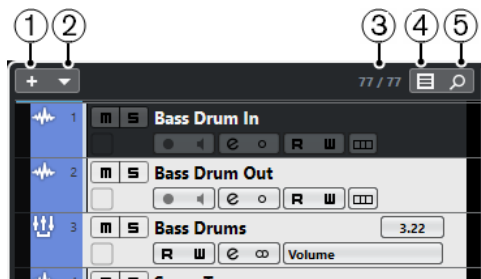 1 2 3 4 5
+ 77 / 77
1 m S Bass Drum In
e R W
2 m S Bass Drum Out
e R W
3 m S Bass Drums 3.22
R W e Volume